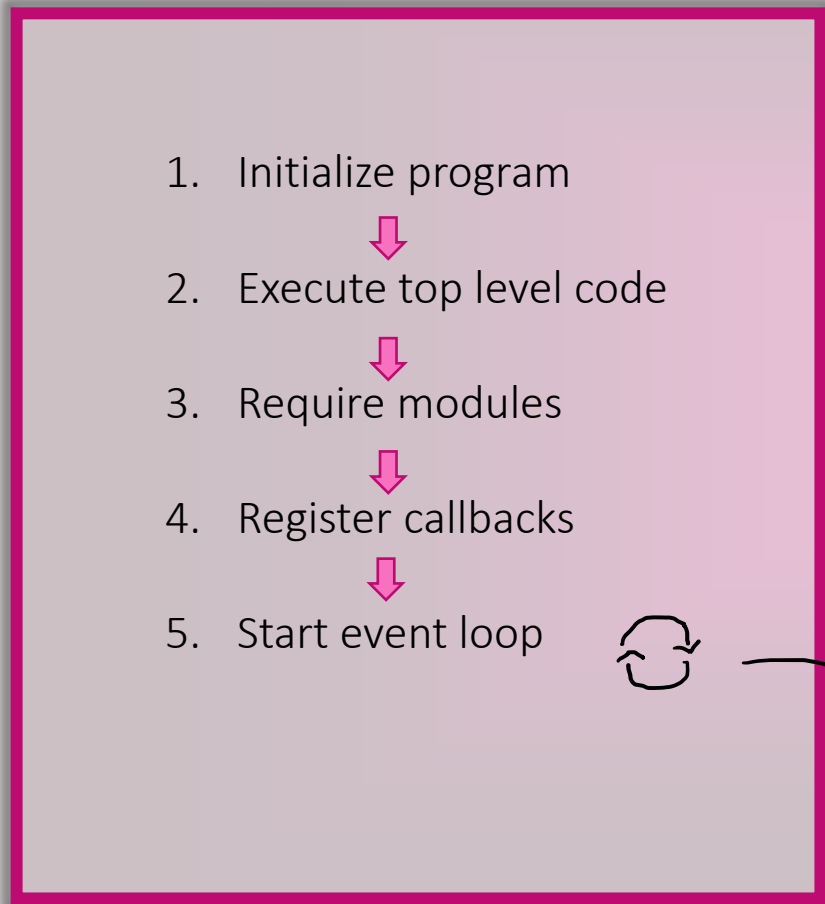 1. Initialize program
2. Execute top level code
3. Require modules
4. Register callbacks
5. Start event loop